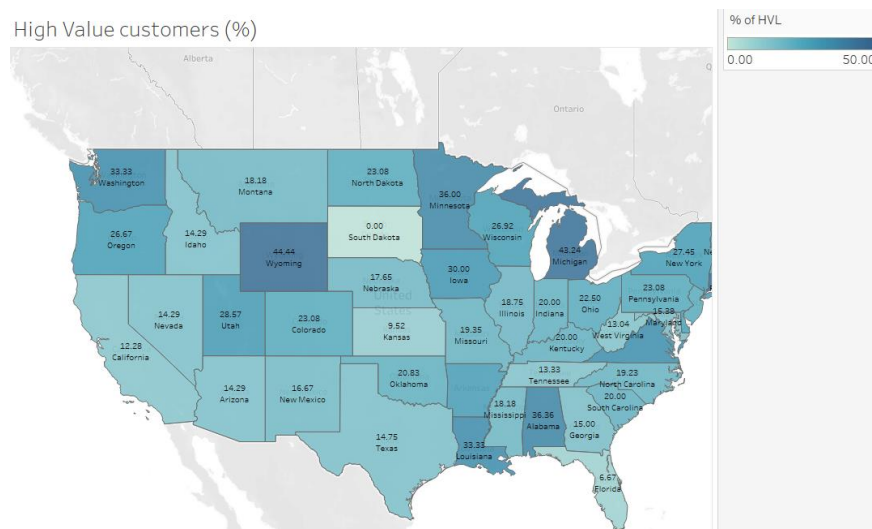 High Value customers (%)
% of HVL
0.00
50.00
Alberta
Ontario
33.33
Washington
18.18
Montana
23.08
North Dakota
36.00
Minnesota
26.67
Oregon
14.29
Idaho
0.00
South Dakota
26.92
Wisconsin
43.24
Michigan
44.44
Wyoming
27.45
New York
Ne
30.00
Iowa
17.65
Nebraska
United
States
14.29
Nevada
28.57
Utah
23.08
Colorado
18.75
Illinois
20.00
Indiana
22.50
Ohio
23.08
Pennsylvania
15.38
Maryland
12.28
California
9.52
Kansas
19.35
Missouri
20.00
Kentucky
13.04
West Virginia
14.29
Arizona
16.67
New Mexico
20.83
Oklahoma
13.33
Tennessee
19.23
North Carolina
20.00
South Carolina
14.75
Texas
18.18
Mississippi
36.36
Alabama
15.00
Georgia
33.33
Louisiana
6.67
Florida